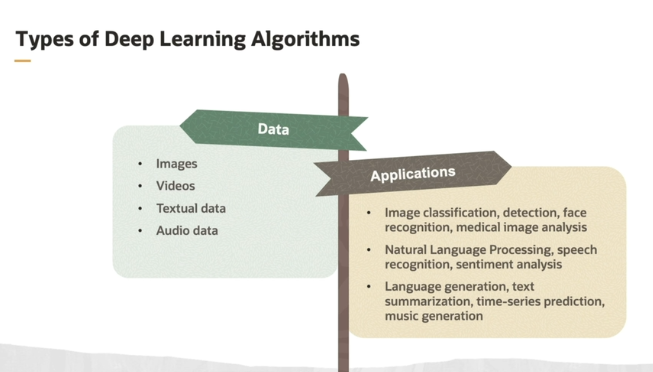 Types of Deep Learning Algorithms
Data
• Images
• Videos
• Textual data
• Audio data
Applications
• Image classification, detection, face
recognition, medical image analysis
• Natural Language Processing, speech
recognition, sentiment analysis
• Language generation, text
summarization, time-series prediction,
music generation